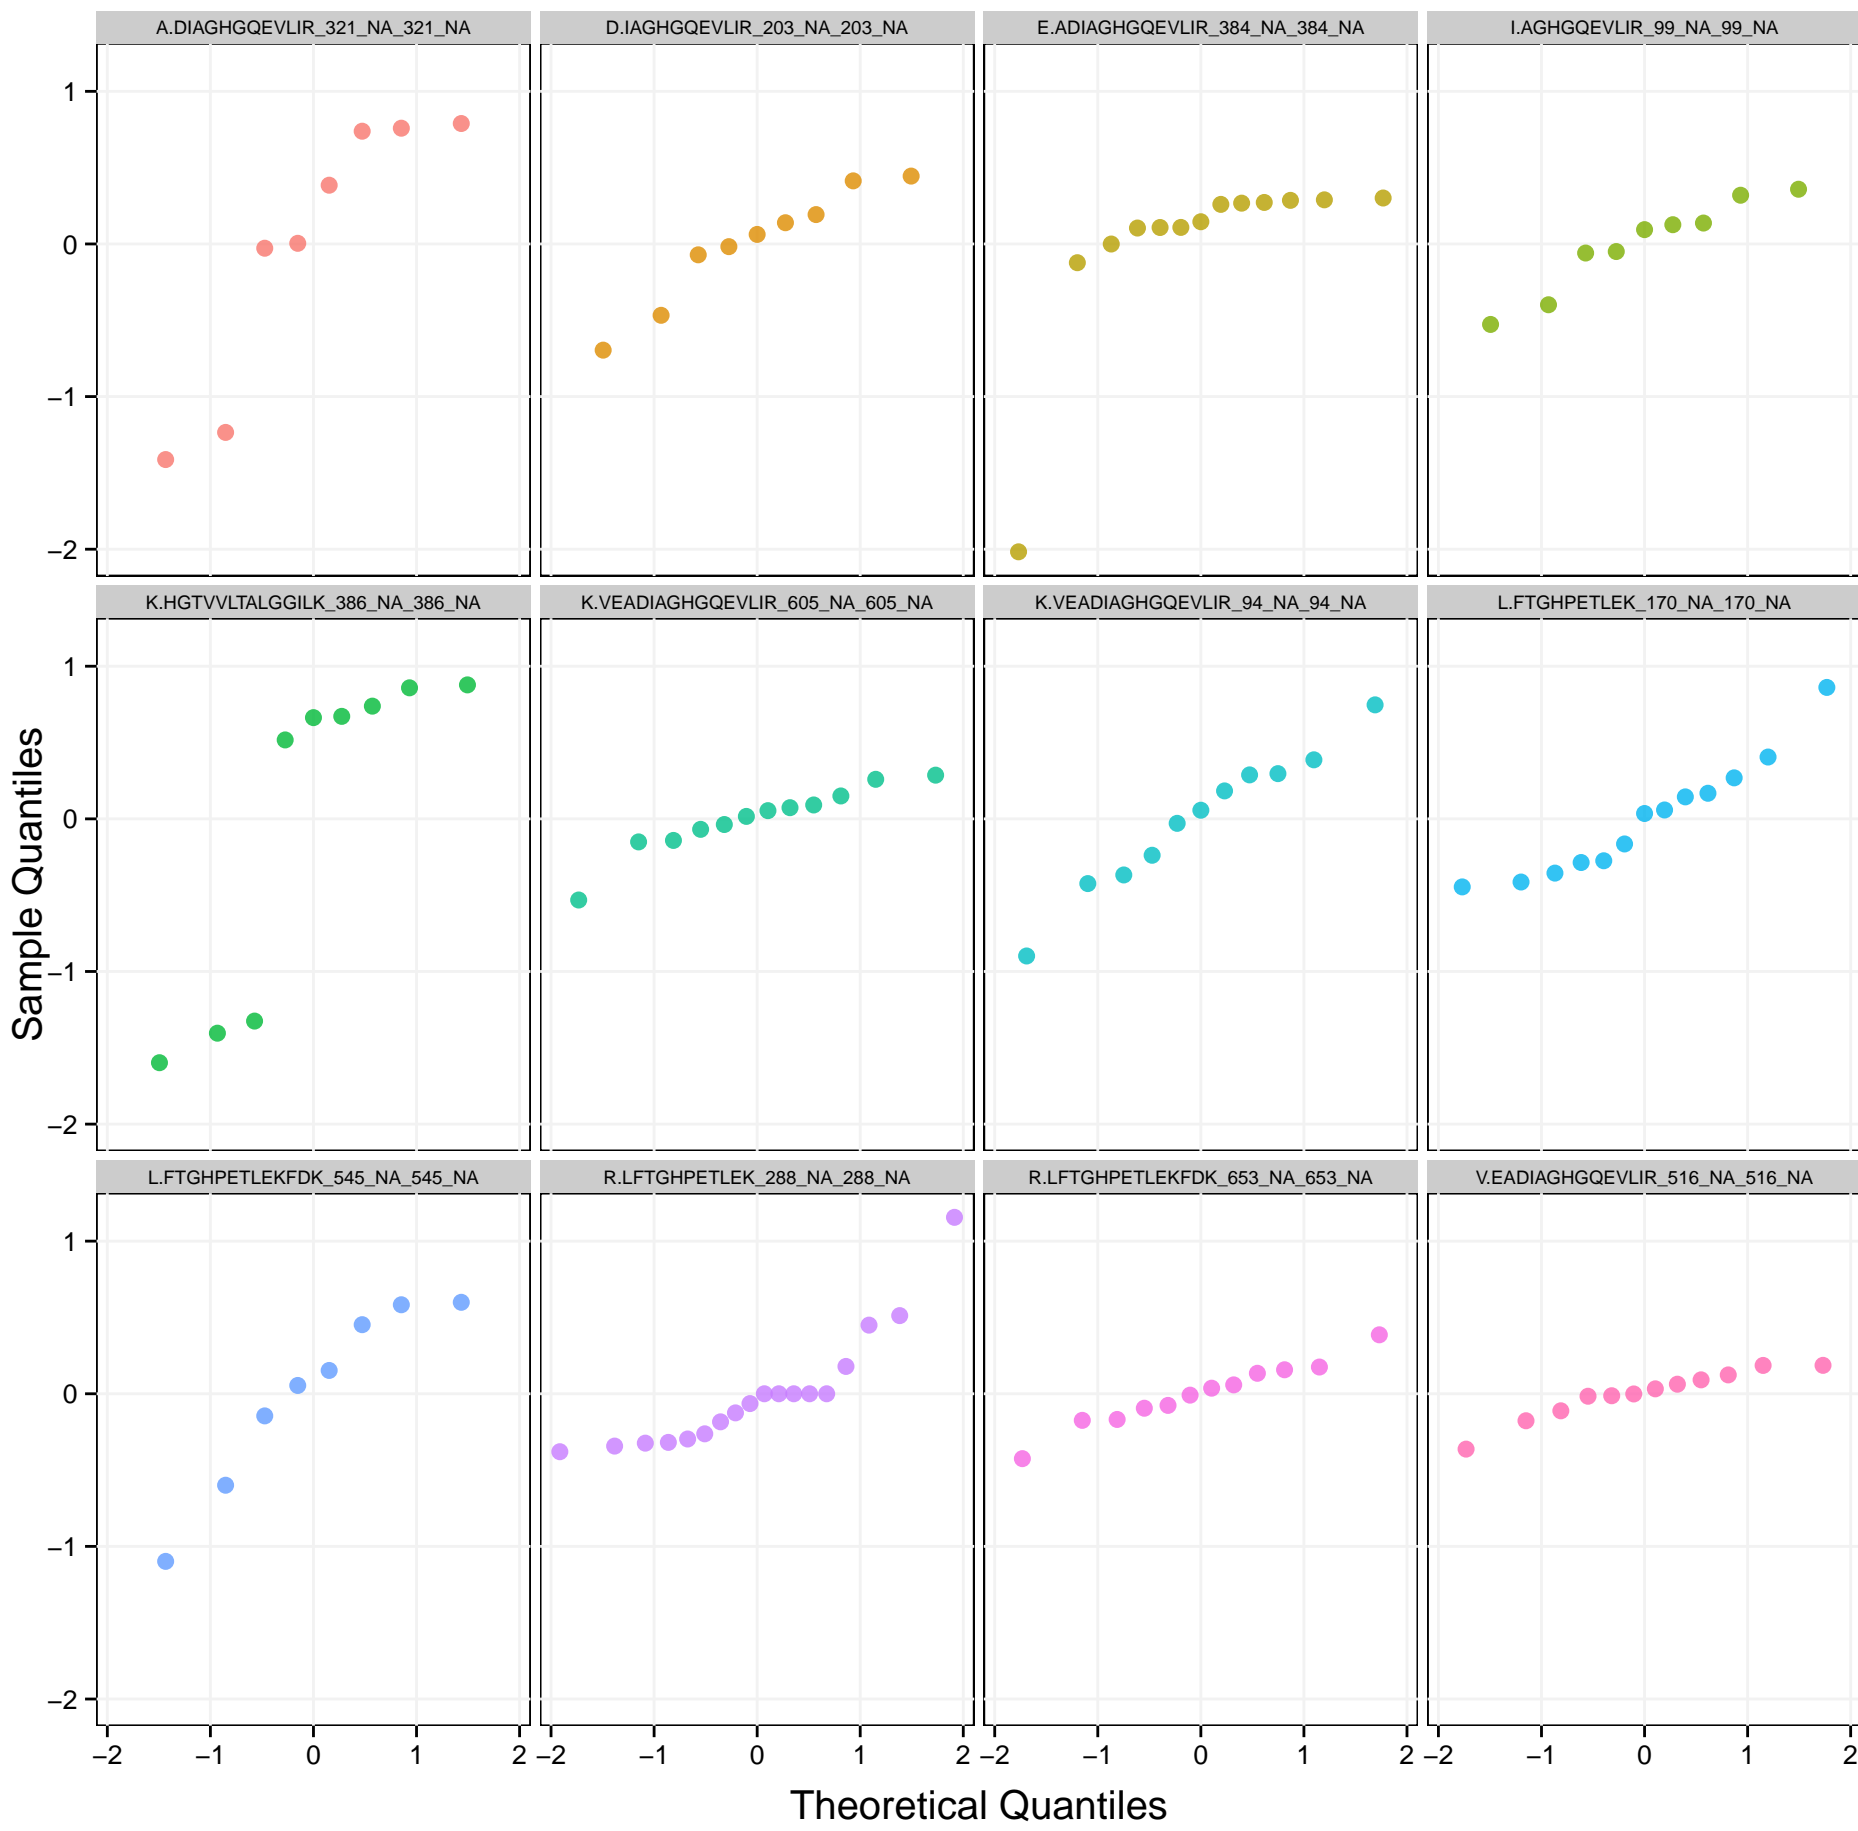 A.DIAGHGQEVLIR_321_NA_321_NA
D.IAGHGQEVLIR_203_NA_203_NA
E.ADIAGHGQEVLIR_384_NA_384_NA
I.AGHGQEVLIR_99_NA_99_NA
1
0
−1
−2
K.HGTVVLTALGGILK_386_NA_386_NA
K.VEADIAGHGQEVLIR_605_NA_605_NA
K.VEADIAGHGQEVLIR_94_NA_94_NA
L.FTGHPETLEK_170_NA_170_NA
1
0
−1
−2
Sample Quantiles
L.FTGHPETLEKFDK_545_NA_545_NA
R.LFTGHPETLEK_288_NA_288_NA
R.LFTGHPETLEKFDK_653_NA_653_NA
V.EADIAGHGQEVLIR_516_NA_516_NA
1
0
−1
−2
−2 −1 0 1 2
−2 −1 0 1 2
−2 −1 0 1 2
−2 −1 0 1 2
Theoretical Quantiles